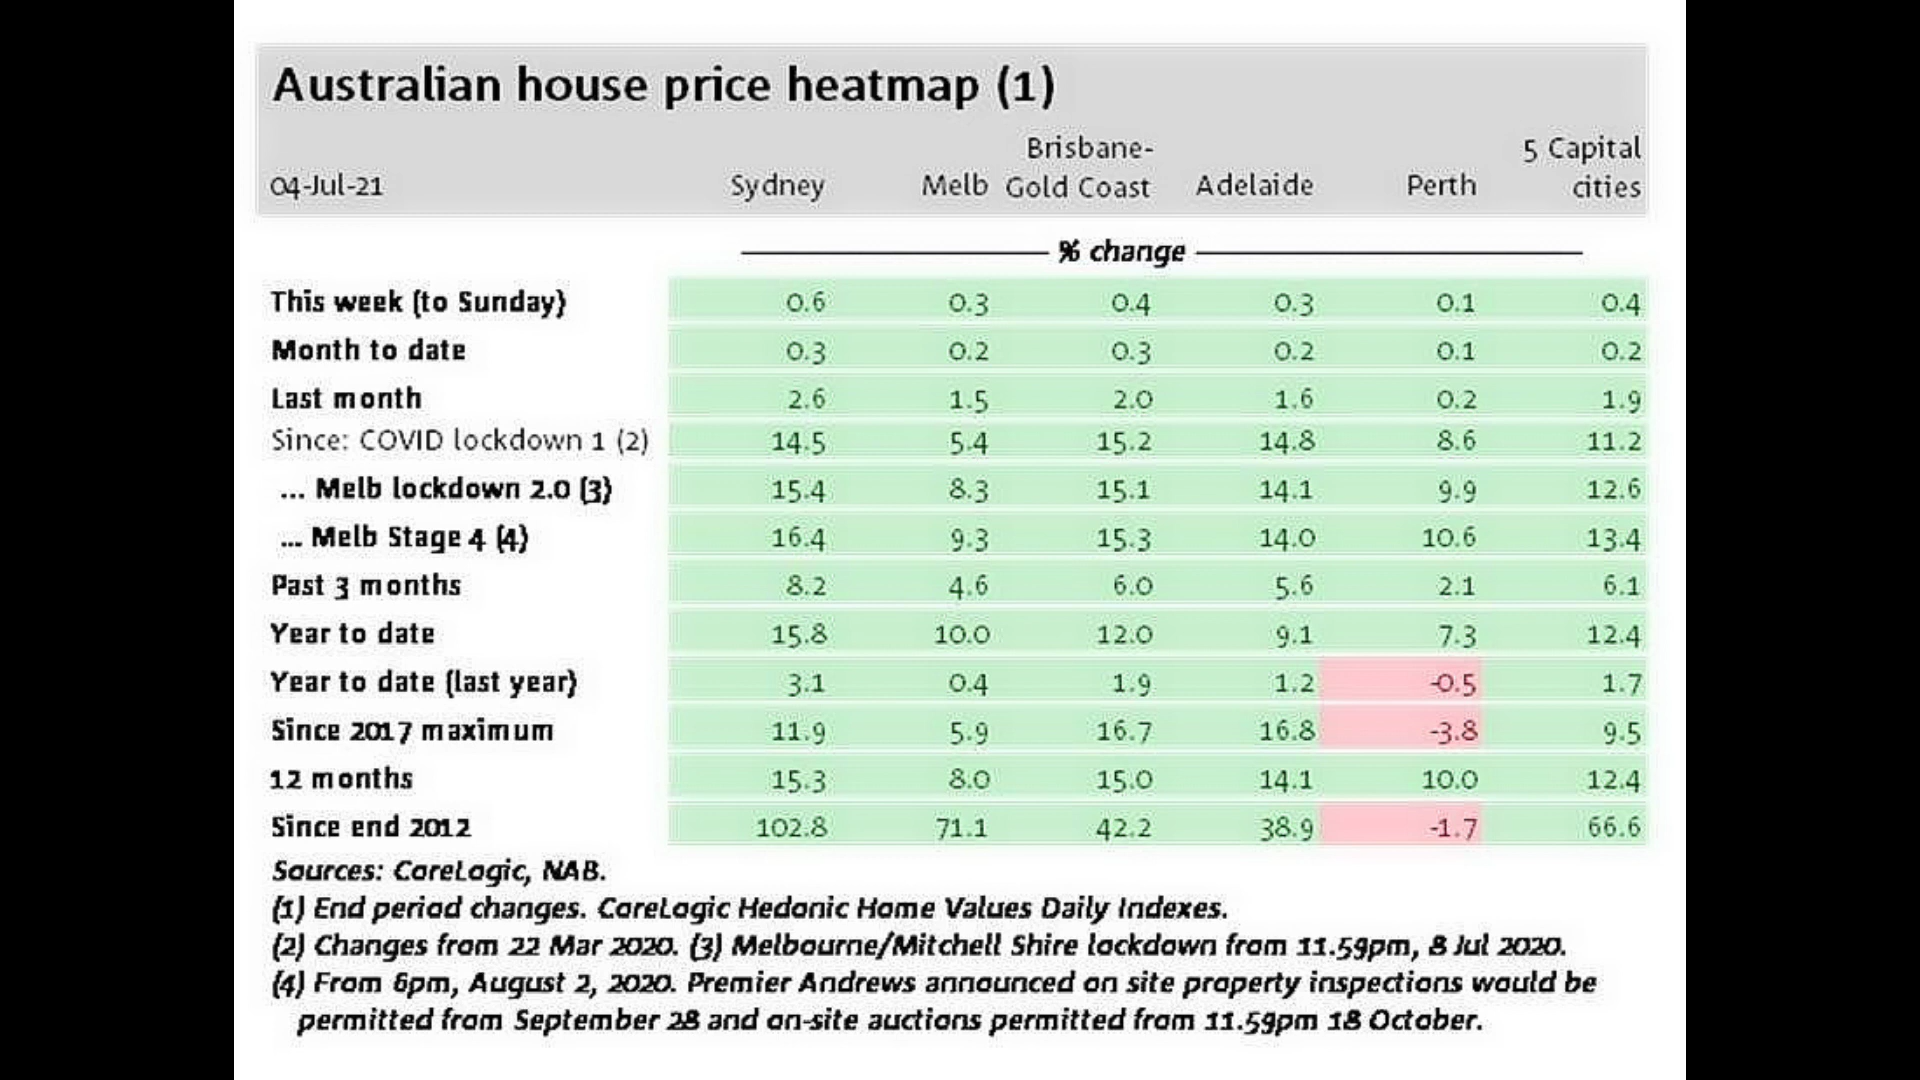 Australian house price heatmap (1)
Brisbane- 5 Capital
04-Jul-21 Sydney Melb Gold Coast Adelaide Perth cities
% change
This week (to Sunday) 0.6 0.3 0.4 0.3 0.1 0.4
Month to date 0.3 0.2 0.3 0.2 0.1 0.2
Last month 2.6 1.5 2.0 1.6 0.2 1.9
Since: COVID lockdown 1 (2) 14.5 5.4 15.2 14.8 8.6 11.2
... Melb lockdown 2.0 (3) 15.4 8.3 15.1 14.1 9.9 12.6
... Melb Stage 4 (4) 16.4 9.3 15.3 14.0 10.6 13.4
Past 3 months 8.2 4.6 6.0 5.6 2.1 6.1
Year to date 15.8 10.0 12.0 9.1 7.3 12.4
Year to date (last year) 3.1 0.4 1.9 1.2 -0.5 1.7
Since 2017 maximum 11.9 5.9 16.7 16.8 -3.8 9.5
12 months 15.3 8.0 15.0 14.1 10.0 12.4
Since end 2012 102.8 71.1 42.2 38.9 -1.7 66.6
Sources: CoreLogic, NAB.
(1) End period changes. CoreLogic Hedonic Home Values Daily Indexes.
(2) Changes from 22 Mar 2020. (3) Melbourne/Mitchell Shire lockdown from 11.59pm, 8 Jul 2020.
(4) From 6pm, August 2, 2020. Premier Andrews announced on site property inspections would be
permitted from September 28 and on-site auctions permitted from 11.59pm 18 October.